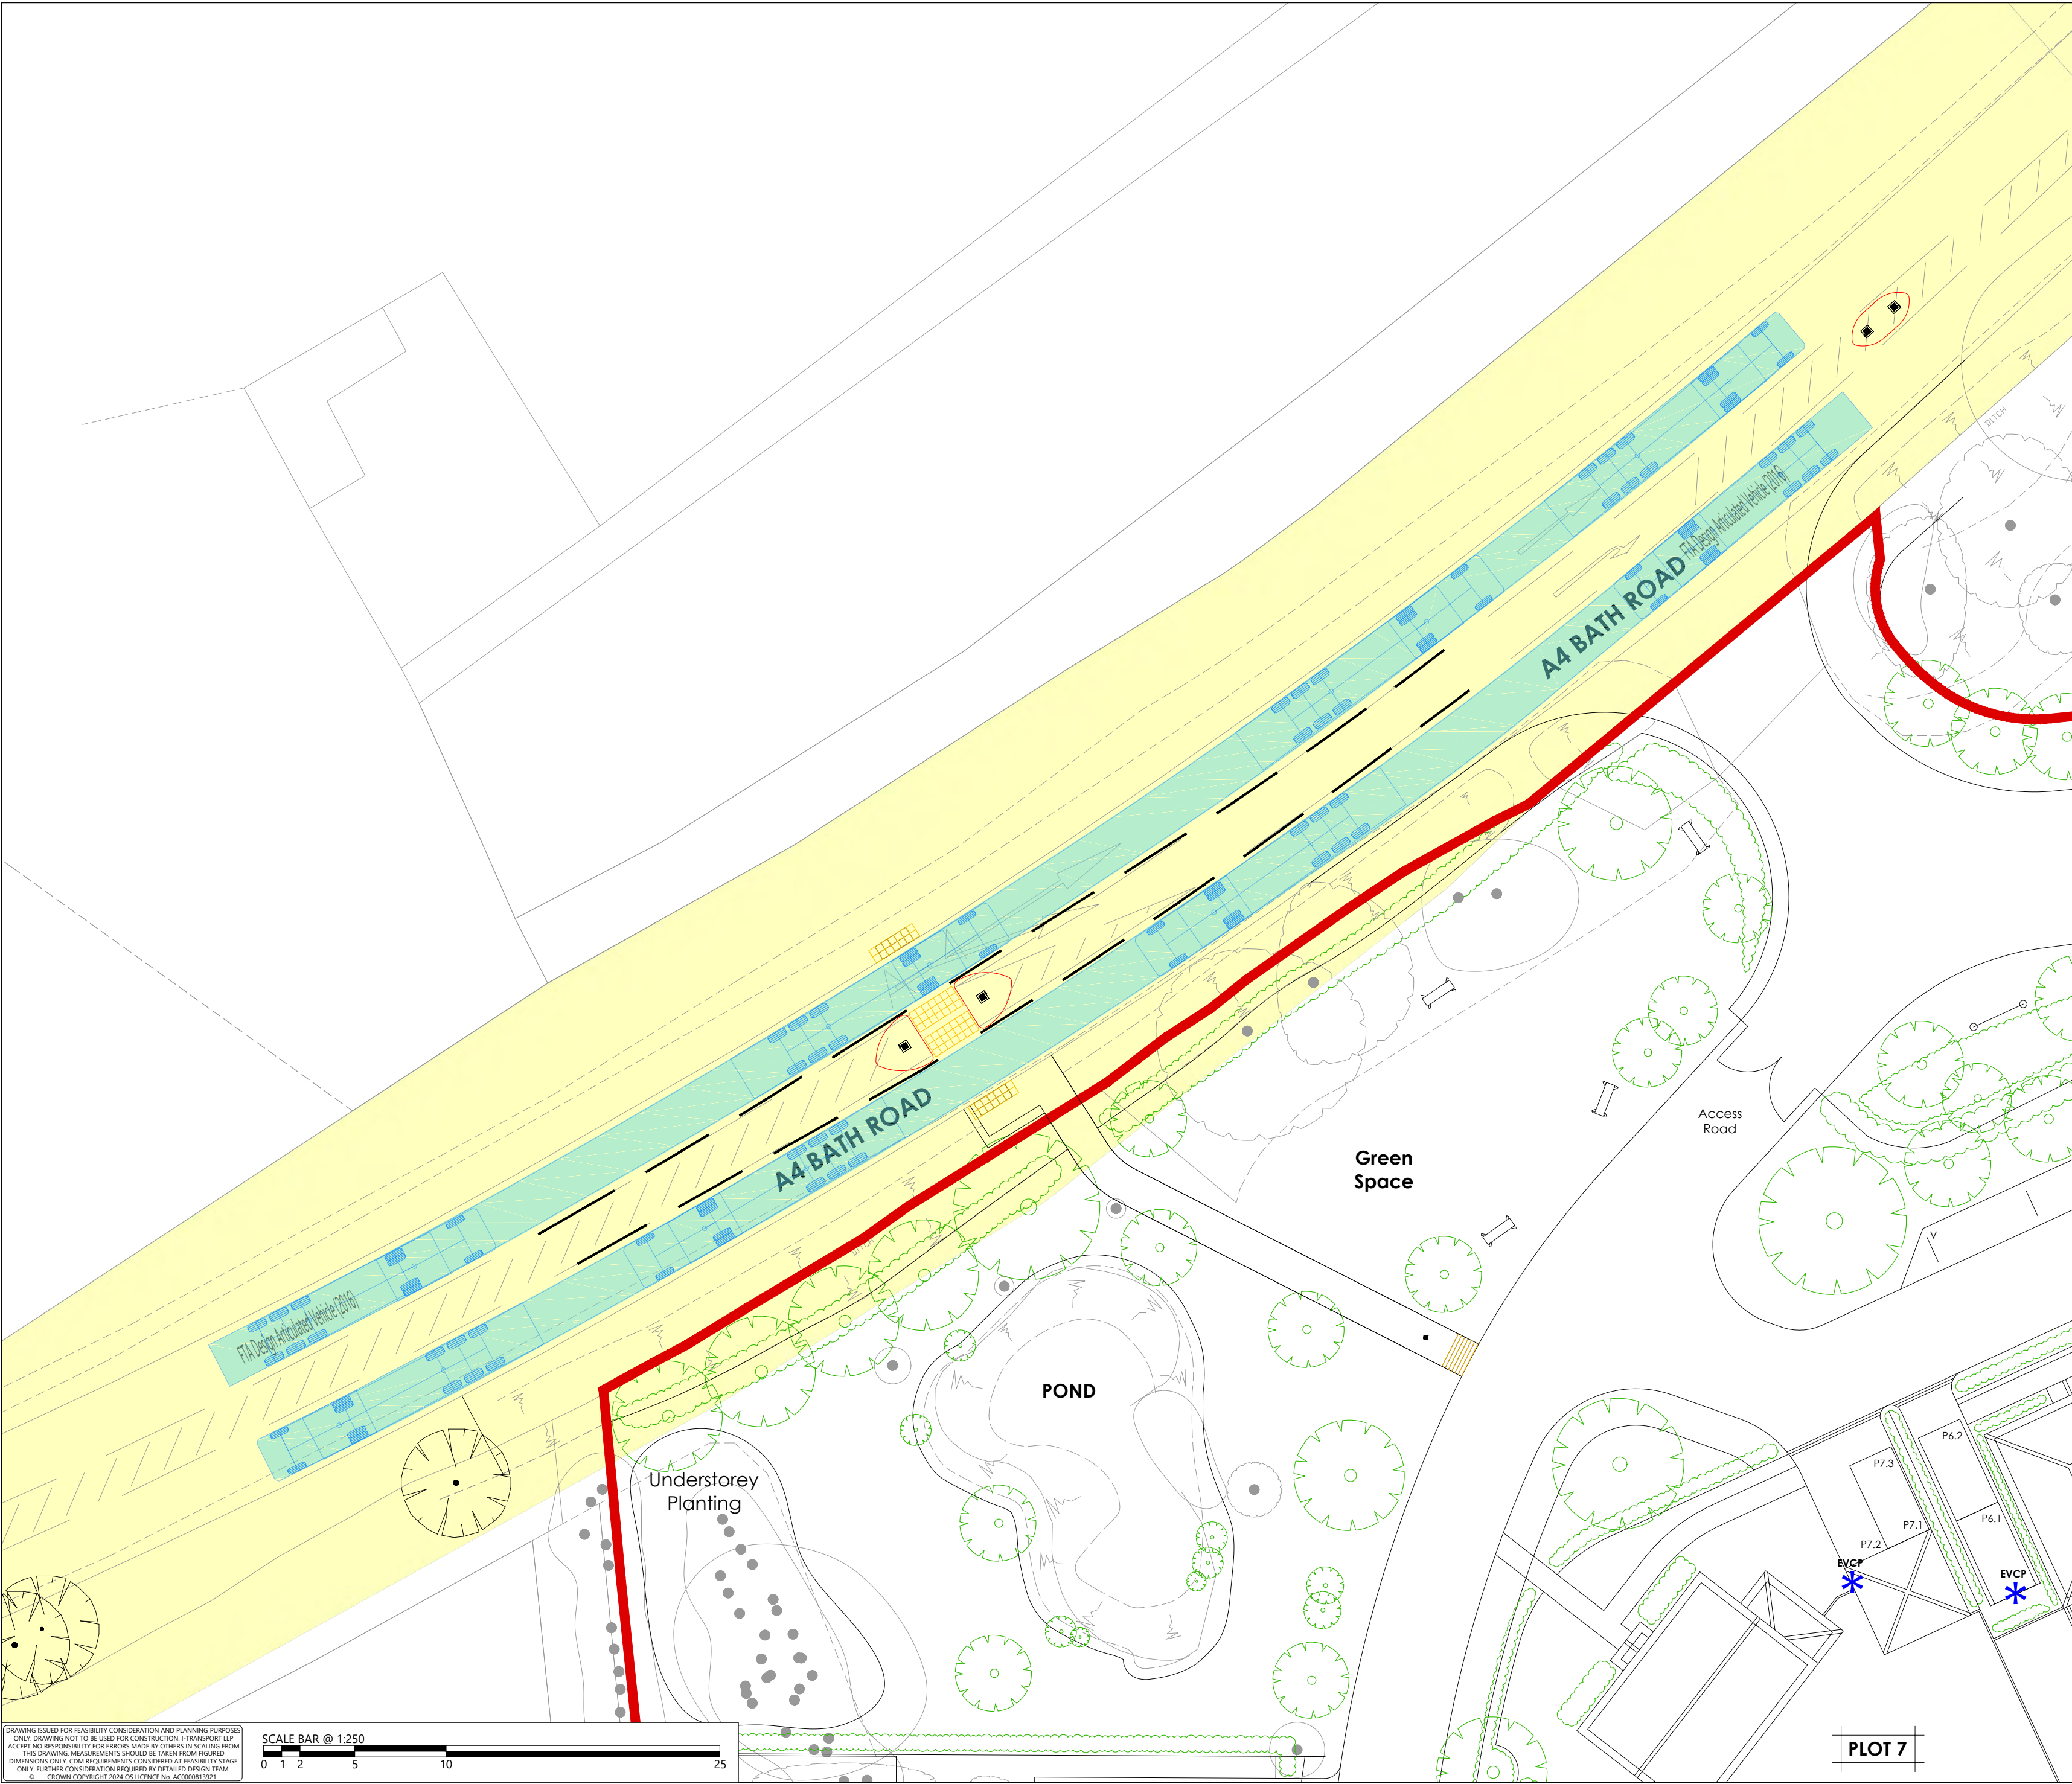 DITCH
FTA Design Articulated Vehicle (2016)
A4 BATH ROAD
A4 BATH ROAD
Access
Road
Green
Space
DITCH
FTA Design Articulated Vehicle (2016)
POND
Understorey
Planting
P6.2
P7.3
P6.1
P7.1
P7.2
EVCP
EVCP
PLOT 7
DRAWING ISSUED FOR FEASIBILITY CONSIDERATION AND PLANNING PURPOSES
ONLY. DRAWING NOT TO BE USED FOR CONSTRUCTION. I-TRANSPORT LLP
ACCEPT NO RESPONSIBILITY FOR ERRORS MADE BY OTHERS IN SCALING FROM
THIS DRAWING. MEASUREMENTS SHOULD BE TAKEN FROM FIGURED
DIMENSIONS ONLY. CDM REQUIREMENTS CONSIDERED AT FEASIBILITY STAGE
ONLY. FURTHER CONSIDERATION REQUIRED BY DETAILED DESIGN TEAM.
© CROWN COPYRIGHT 2024 OS LICENCE No. AC0000813921.
SCALE BAR @ 1:250
0 1 2 5 10 25